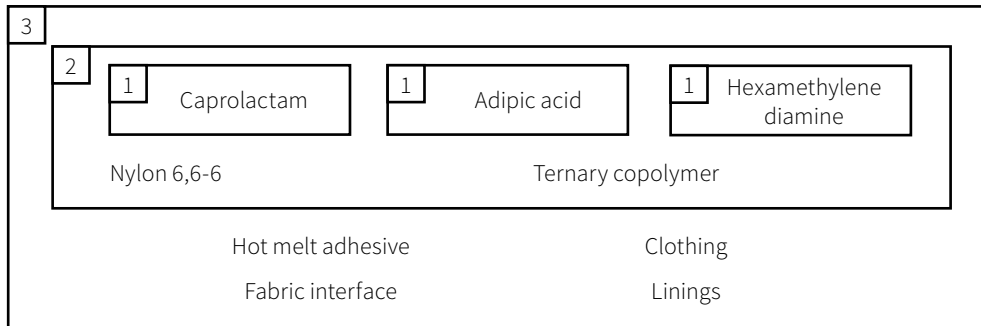 3
2
1 Caprolactam 1 Adipic acid 1 Hexamethylene
diamine
Nylon 6,6-6 Ternary copolymer
Hot melt adhesive Clothing
Fabric interface Linings